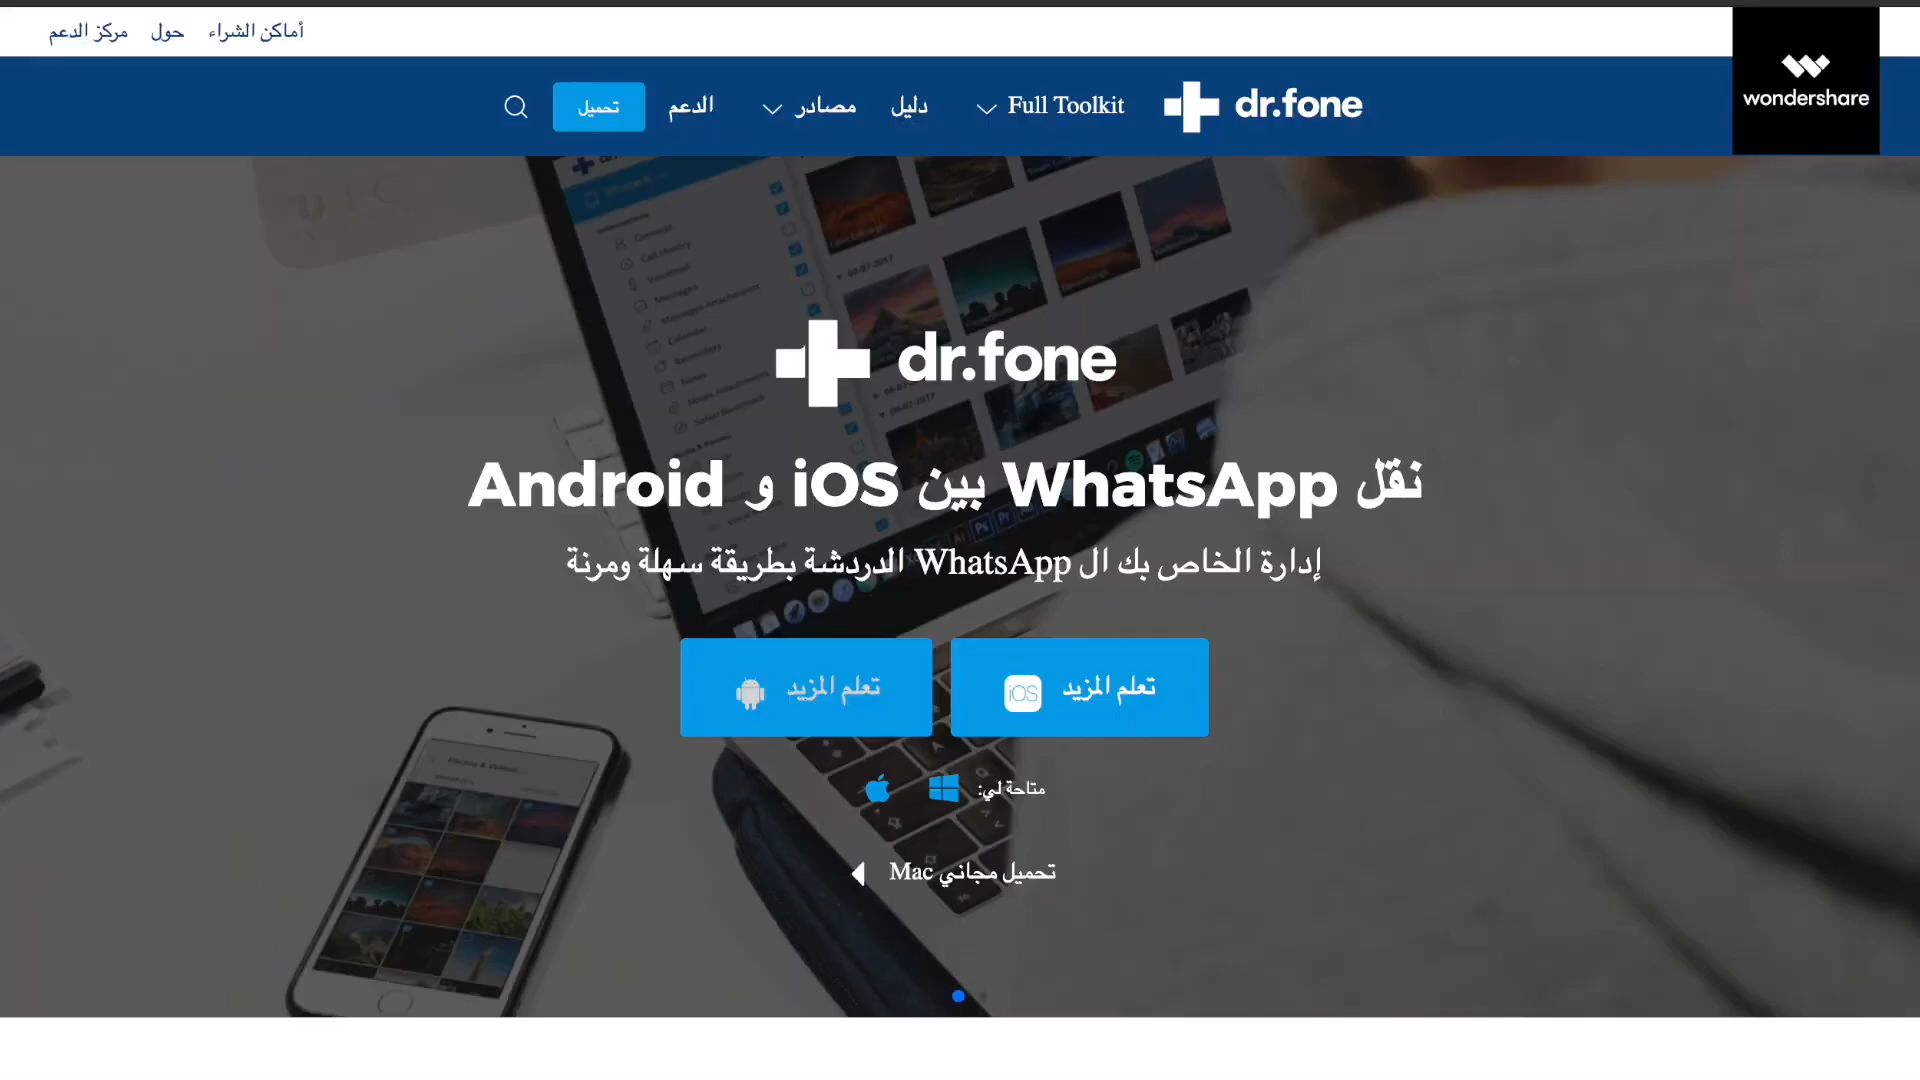 أماكن الشراء حول مركز الدعم
wondershare
dr.fone Full Toolkit دليل مصادر الدعم تحميل
dr.fone
نقل WhatsApp بين iOS و Android
إدارة الخاص بك ال WhatsApp الدردشة بطريقة سهلة ومرنة
تعلم المزيد iOS
تعلم المزيد
متاحة لي:
تحميل مجاني Mac